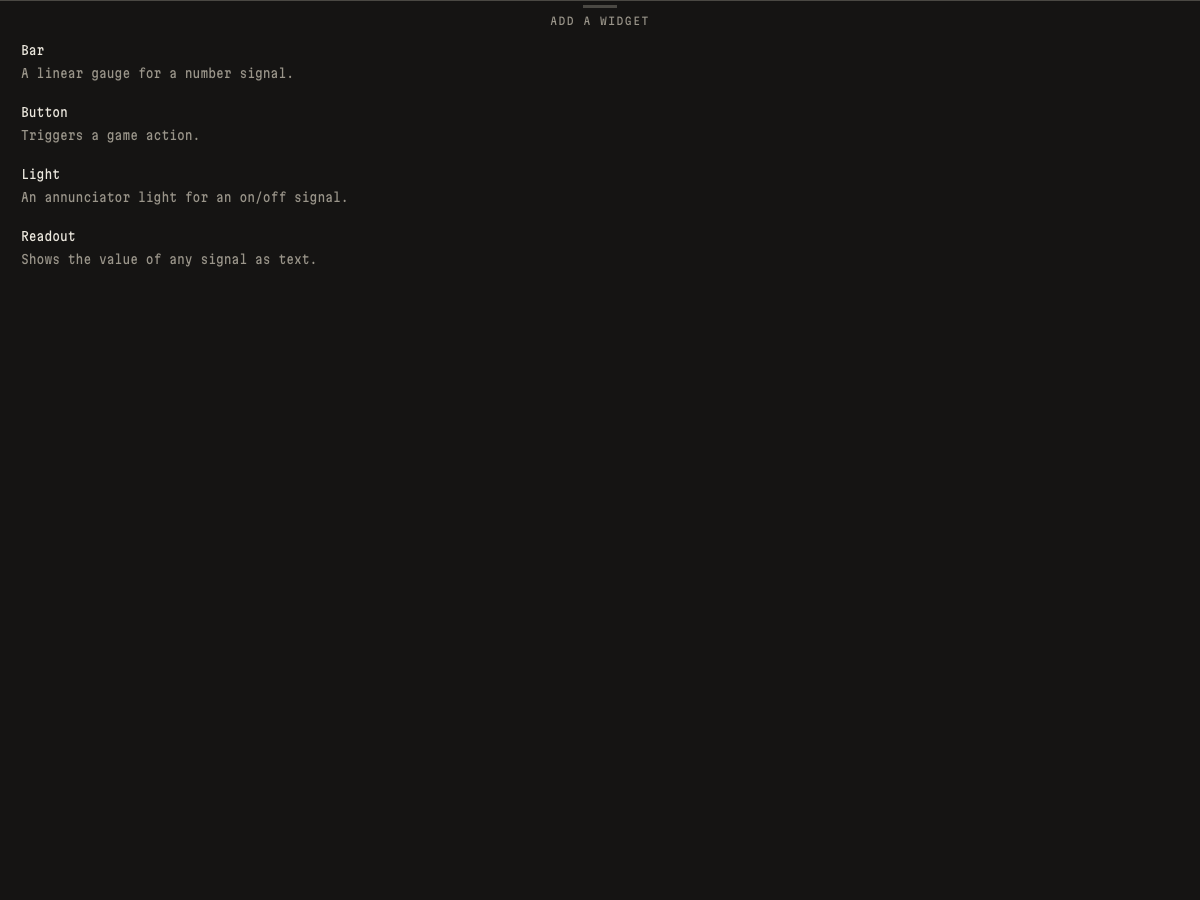 ADD A WIDGET
Bar
A linear gauge for a number signal.
Button
Triggers a game action.
Light
An annunciator light for an on/off signal.
Readout
Shows the value of any signal as text.